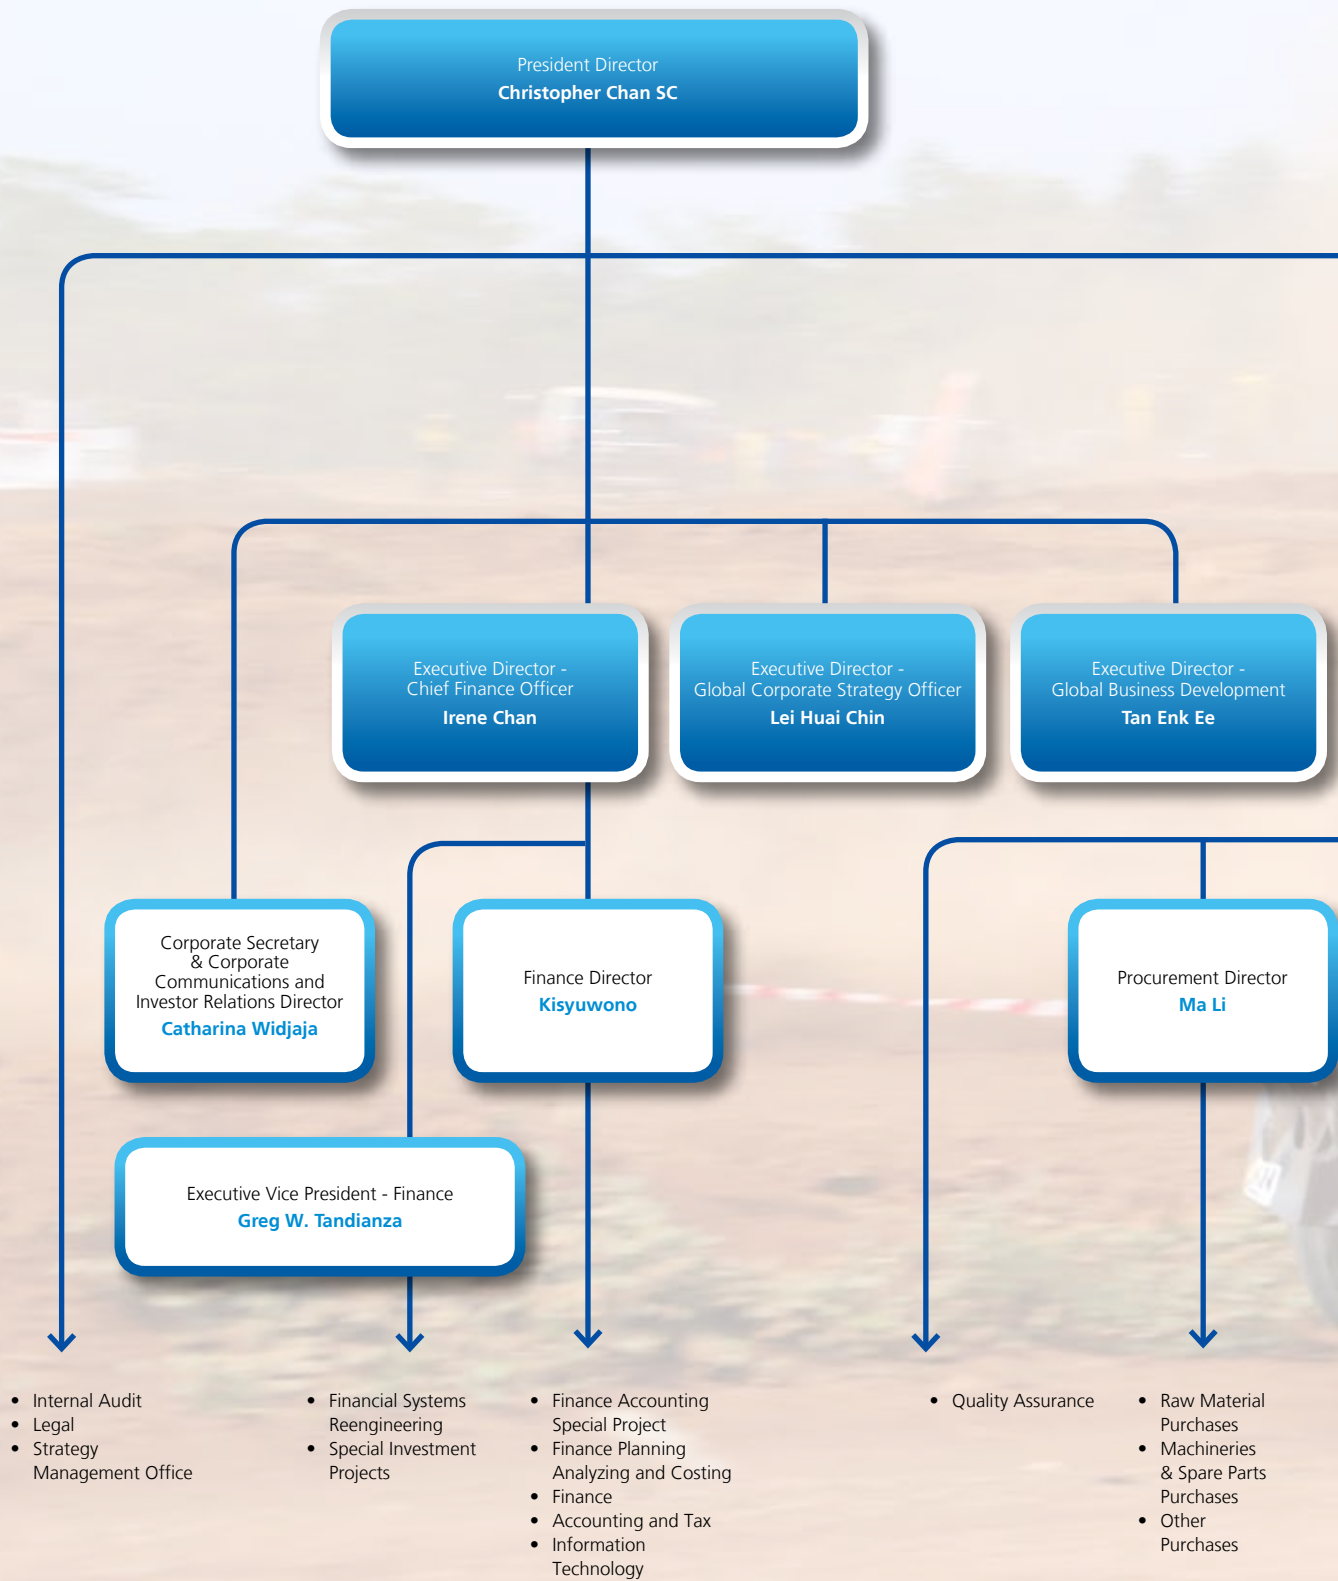 President Director
Christopher Chan SC
Executive Director -
Chief Finance Officer
Irene Chan
Executive Director -
Global Corporate Strategy Officer
Lei Huai Chin
Executive Director -
Global Business Development
Tan Enk Ee
Corporate Secretary
& Corporate
Communications and
Investor Relations Director
Catharina Widjaja
Finance Director
Kisyuwono
Procurement Director
Ma Li
Executive Vice President - Finance
Greg W. Tandianza
• Internal Audit
• Legal
• Strategy
Management Office
• Financial Systems
Reengineering
• Special Investment
Projects
• Finance Accounting
Special Project
• Finance Planning
Analyzing and Costing
• Finance
• Accounting and Tax
• Information
Technology
• Quality Assurance
• Raw Material
Purchases
• Machineries
& Spare Parts
Purchases
• Other
Purchases